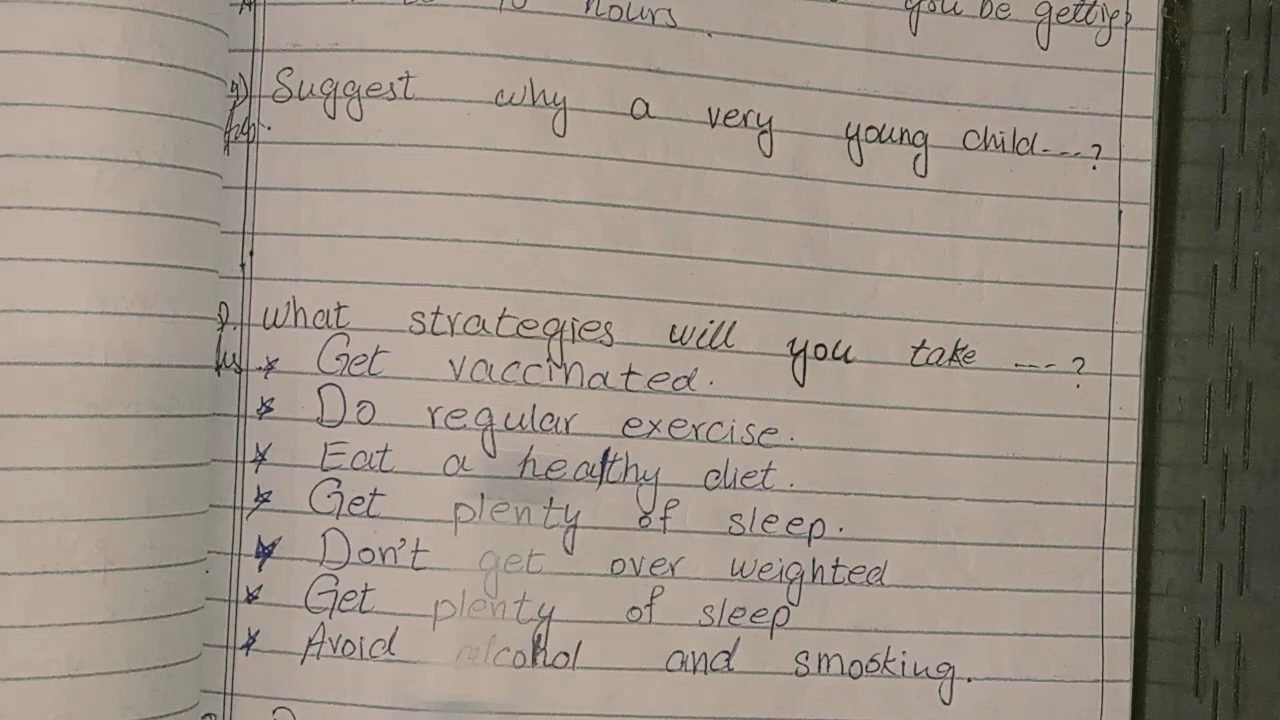 hours. you be getting
Suggest why a very young child---?
What strategies will you take ---?
* Get vaccinated.
* Do regular exercise.
* Eat a healthy diet.
* Get plenty of sleep.
* Don't get over weighted
* Get plenty of sleep
* Avoid alcohol and smosking.